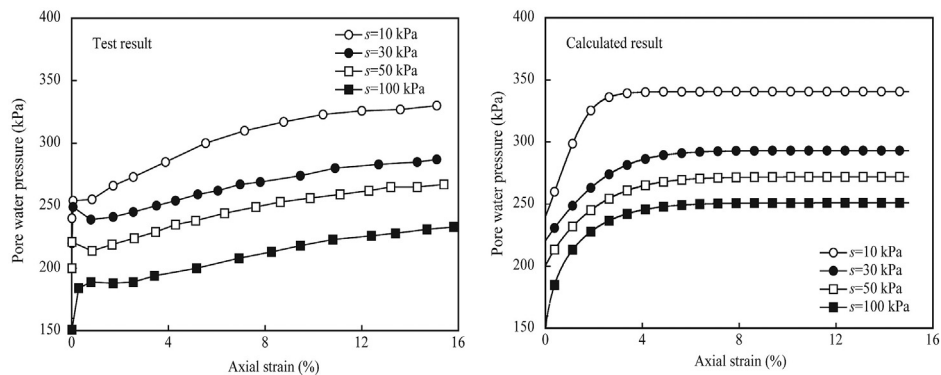 400
350
300
250
200
150
Pore water pressure (kPa)
Test result
s=10 kPa
s=30 kPa
s=50 kPa
s=100 kPa
0 4 8 12 16
Axial strain (%)
400
350
300
250
200
150
Pore water pressure (kPa)
Calculated result
s=10 kPa
s=30 kPa
s=50 kPa
s=100 kPa
0 4 8 12 16
Axial strain (%)